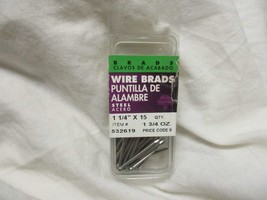 BRADS
CLAVOS DE ACABADO
WIRE BRADS
PUNTILLA DE
ALAMBRE
STEEL
ACERO
1 1/4" X 15 QTY.
ITEM # 1 3/4 OZ
532619 PRICE CODE S